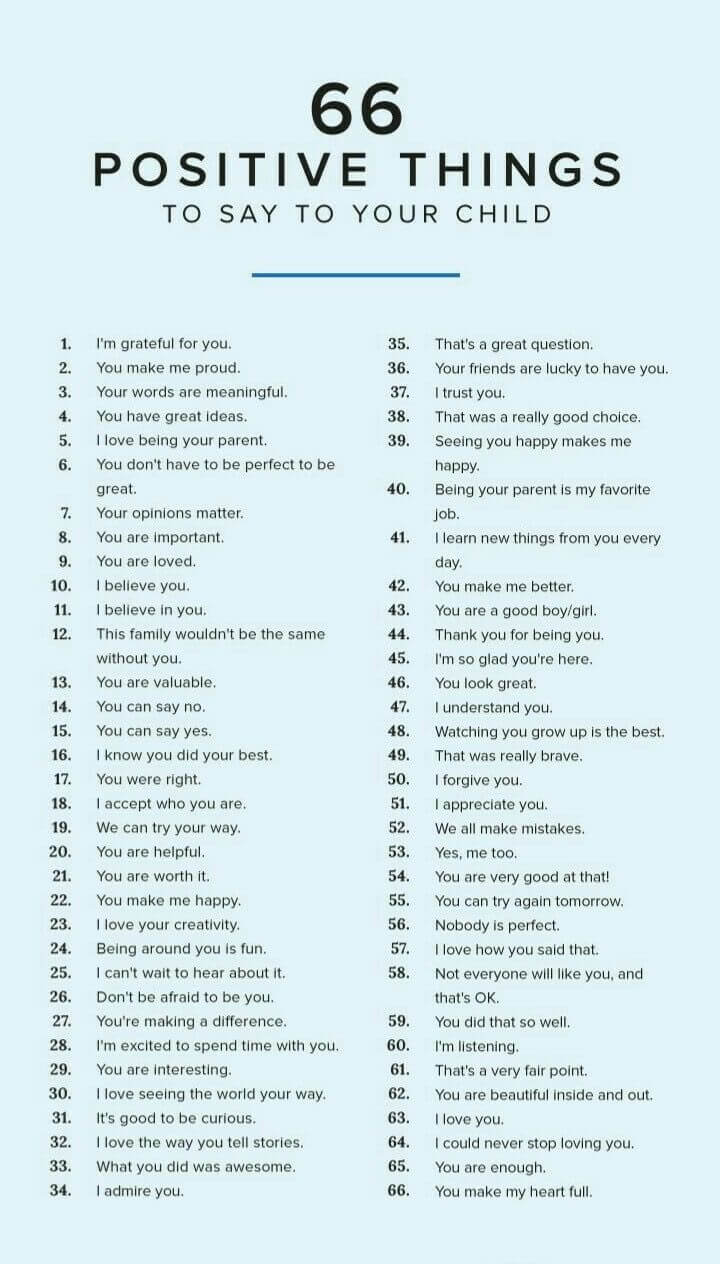 66
POSITIVE THINGS
TO SAY TO YOUR CHILD
1. I'm grateful for you.
2. You make me proud.
3. Your words are meaningful.
4. You have great ideas.
5. I love being your parent.
6. You don't have to be perfect to be
great.
7. Your opinions matter.
8. You are important.
9. You are loved.
10. I believe you.
11. I believe in you.
12. This family wouldn't be the same
without you.
13. You are valuable.
14. You can say no.
15. You can say yes.
16. I know you did your best.
17. You were right.
18. I accept who you are.
19. We can try your way.
20. You are helpful.
21. You are worth it.
22. You make me happy.
23. I love your creativity.
24. Being around you is fun.
25. I can't wait to hear about it.
26. Don't be afraid to be you.
27. You're making a difference.
28. I'm excited to spend time with you.
29. You are interesting.
30. I love seeing the world your way.
31. It's good to be curious.
32. I love the way you tell stories.
33. What you did was awesome.
34. I admire you.
35. That's a great question.
36. Your friends are lucky to have you.
37. I trust you.
38. That was a really good choice.
39. Seeing you happy makes me
happy.
40. Being your parent is my favorite
job.
41. I learn new things from you every
day.
42. You make me better.
43. You are a good boy/girl.
44. Thank you for being you.
45. I'm so glad you're here.
46. You look great.
47. I understand you.
48. Watching you grow up is the best.
49. That was really brave.
50. I forgive you.
51. I appreciate you.
52. We all make mistakes.
53. Yes, me too.
54. You are very good at that!
55. You can try again tomorrow.
56. Nobody is perfect.
57. I love how you said that.
58. Not everyone will like you, and
that's OK.
59. You did that so well.
60. I'm listening.
61. That's a very fair point.
62. You are beautiful inside and out.
63. I love you.
64. I could never stop loving you.
65. You are enough.
66. You make my heart full.